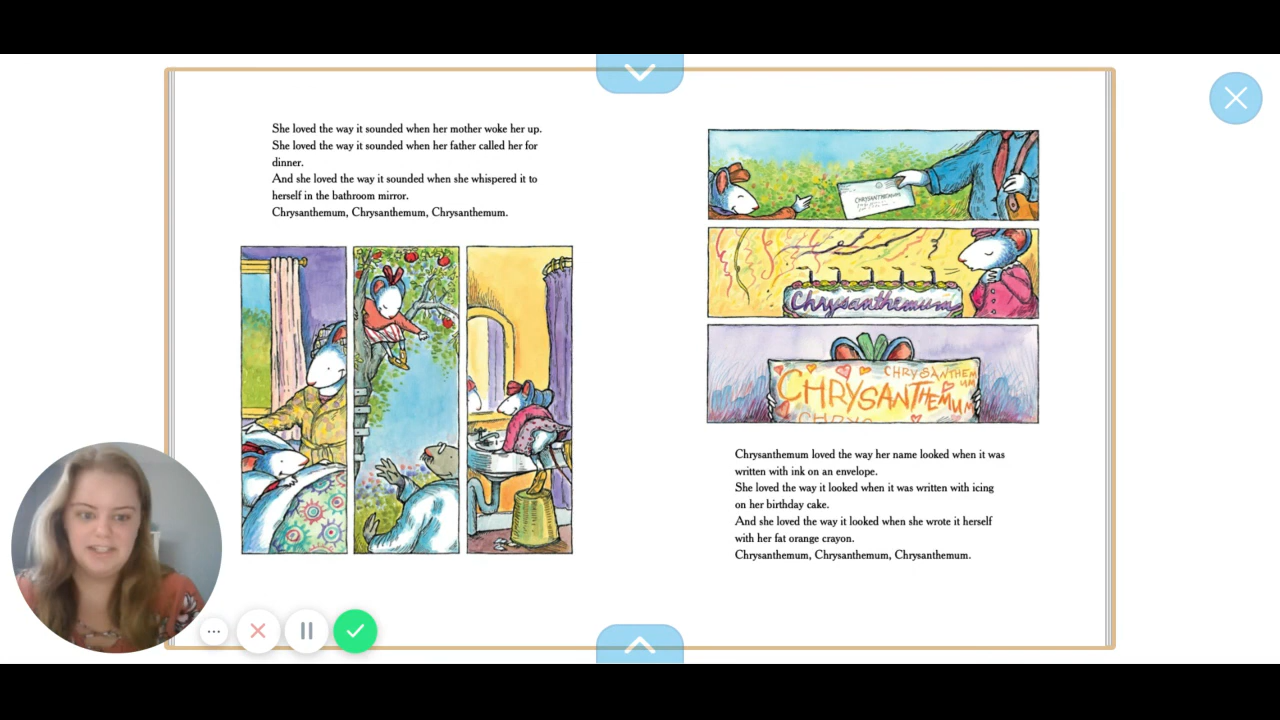 She loved the way it sounded when her mother woke her up.
She loved the way it sounded when her father called her for
dinner.
And she loved the way it sounded when she whispered it to
herself in the bathroom mirror.
Chrysanthemum, Chrysanthemum, Chrysanthemum.
CHRYSANTHEMUM
Chrysanthemum
CHRYSANTHEM
UM
CHRYSANTHEMUM
CHRYS
Chrysanthemum loved the way her name looked when it was
written with ink on an envelope.
She loved the way it looked when it was written with icing
on her birthday cake.
And she loved the way it looked when she wrote it herself
with her fat orange crayon.
Chrysanthemum, Chrysanthemum, Chrysanthemum.